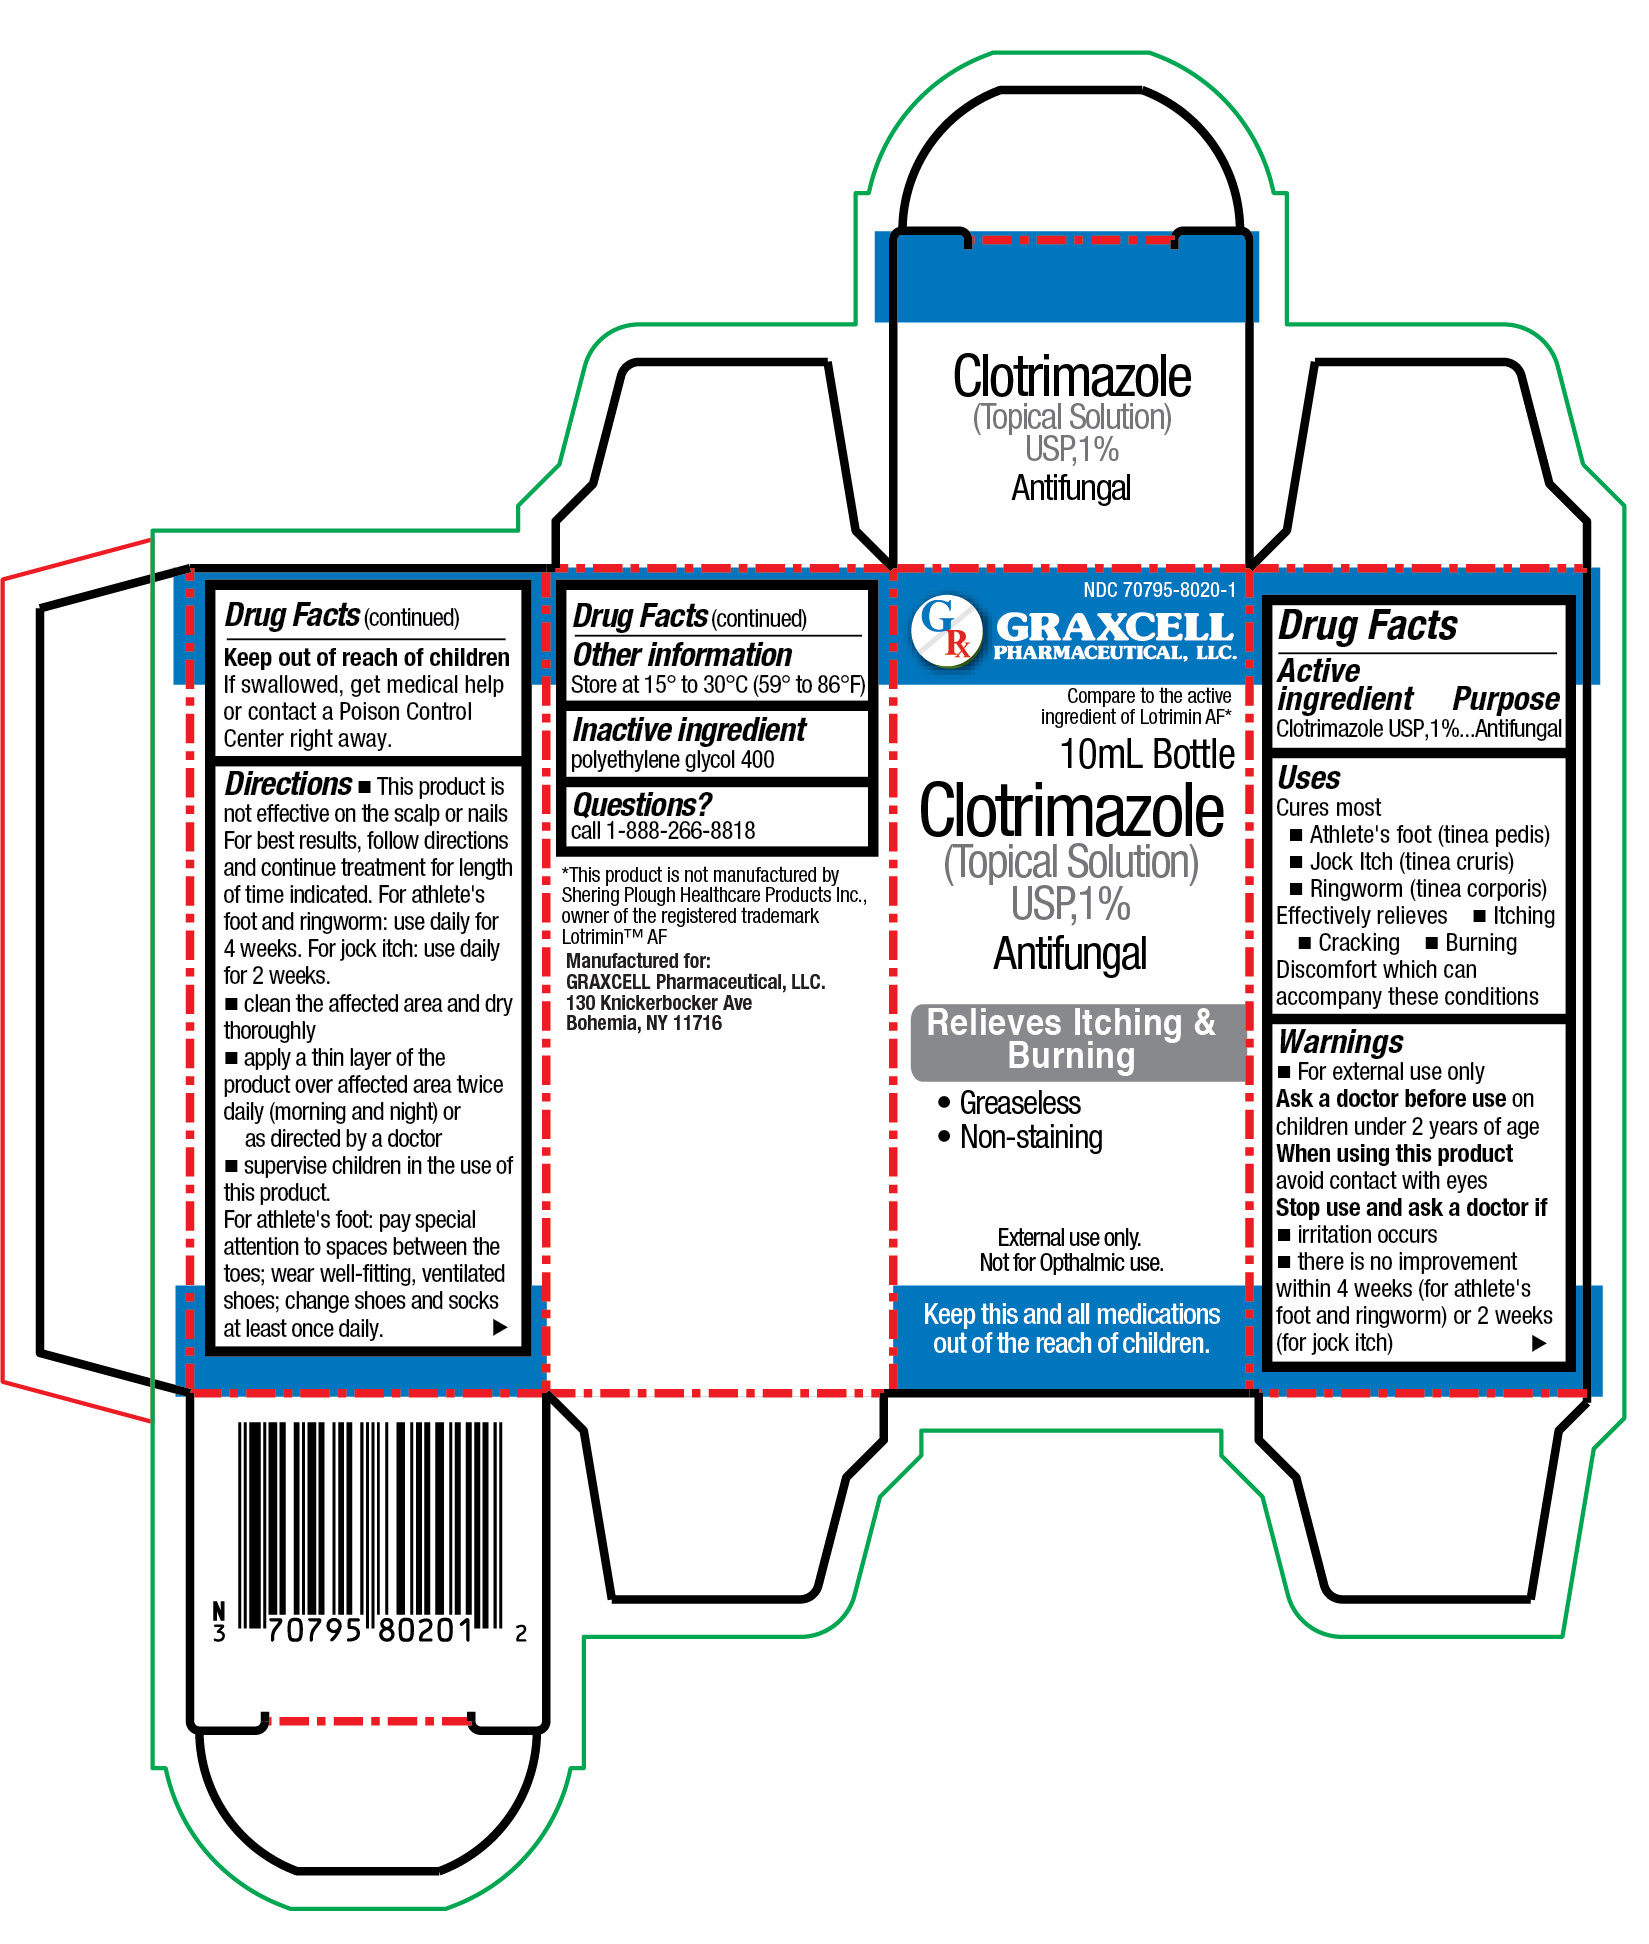 Clotrimazole
(Topical Solution)
USP,1%
Antifungal
Drug Facts (continued)
Keep out of reach of children
If swallowed, get medical help
or contact a Poison Control
Center right away.
Directions ■ This product is
not effective on the scalp or nails
For best results, follow directions
and continue treatment for length
of time indicated. For athlete's
foot and ringworm: use daily for
4 weeks. For jock itch: use daily
for 2 weeks.
■ clean the affected area and dry
thoroughly
■ apply a thin layer of the
product over affected area twice
daily (morning and night) or
as directed by a doctor
■ supervise children in the use of
this product.
For athlete's foot: pay special
attention to spaces between the
toes; wear well-fitting, ventilated
shoes; change shoes and socks
at least once daily. ▶
Drug Facts (continued)
Other information
Store at 15° to 30°C (59° to 86°F)
Inactive ingredient
polyethylene glycol 400
Questions?
call 1-888-266-8818
*This product is not manufactured by
Shering Plough Healthcare Products Inc.,
owner of the registered trademark
Lotrimin™ AF
Manufactured for:
GRAXCELL Pharmaceutical, LLC.
130 Knickerbocker Ave
Bohemia, NY 11716
NDC 70795-8020-1
GRx
GRAXCELL
PHARMACEUTICAL, LLC.
Compare to the active
ingredient of Lotrimin AF*
10mL Bottle
Clotrimazole
(Topical Solution)
USP,1%
Antifungal
Relieves Itching &
Burning
• Greaseless
• Non-staining
External use only.
Not for Opthalmic use.
Keep this and all medications
out of the reach of children.
Drug Facts
Active
ingredient Purpose
Clotrimazole USP,1%...Antifungal
Uses
Cures most
■ Athlete's foot (tinea pedis)
■ Jock Itch (tinea cruris)
■ Ringworm (tinea corporis)
Effectively relieves ■ Itching
■ Cracking ■ Burning
Discomfort which can
accompany these conditions
Warnings
■ For external use only
Ask a doctor before use on
children under 2 years of age
When using this product
avoid contact with eyes
Stop use and ask a doctor if
■ irritation occurs
■ there is no improvement
within 4 weeks (for athlete's
foot and ringworm) or 2 weeks
(for jock itch) ▶
N
3 70795 80201 2